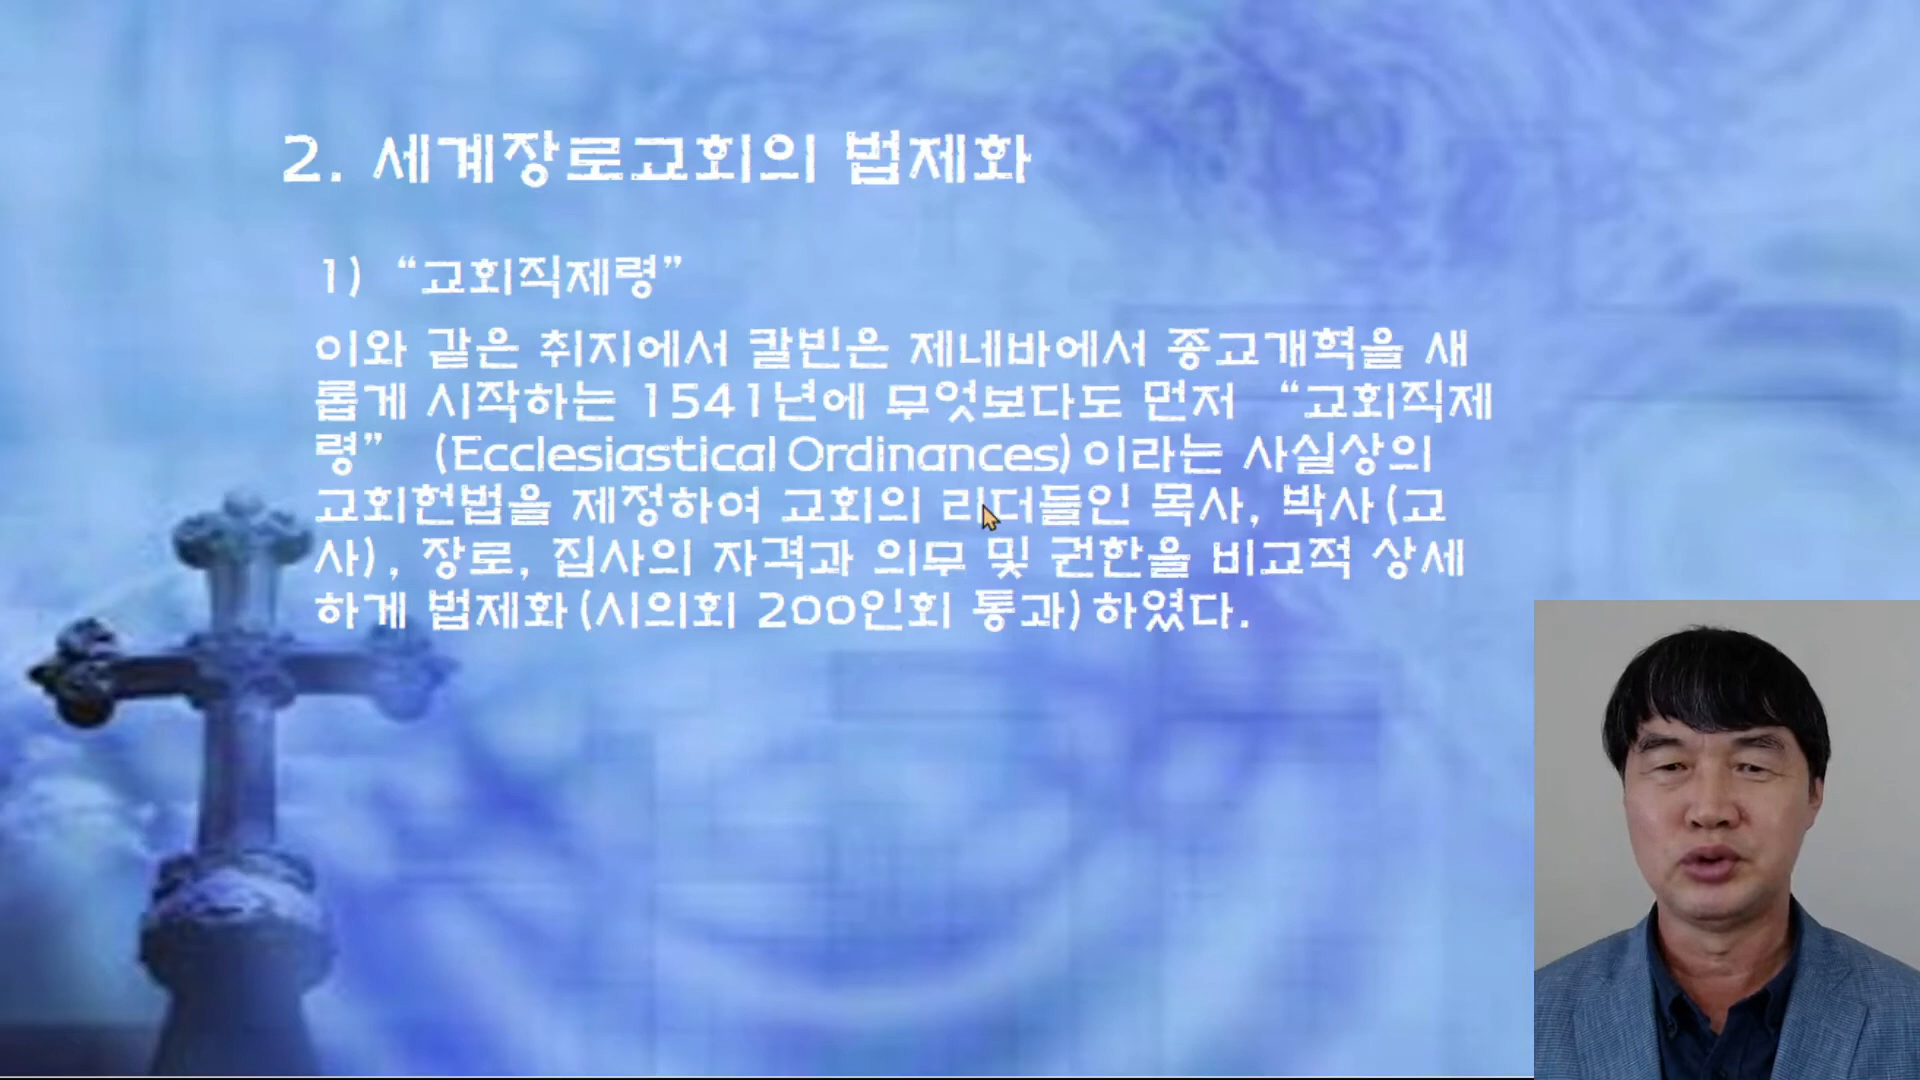 2. 세계장로교회의 법제화
1) “교회직제령”
이와 같은 취지에서 칼빈은 제네바에서 종교개혁을 새
롭게 시작하는 1541년에 무엇보다도 먼저 “교회직제
령” (Ecclesiastical Ordinances)이라는 사실상의
교회헌법을 제정하여 교회의 리더들인 목사, 박사(교
사), 장로, 집사의 자격과 의무 및 권한을 비교적 상세
하게 법제화(시의회 200인회 통과)하였다.